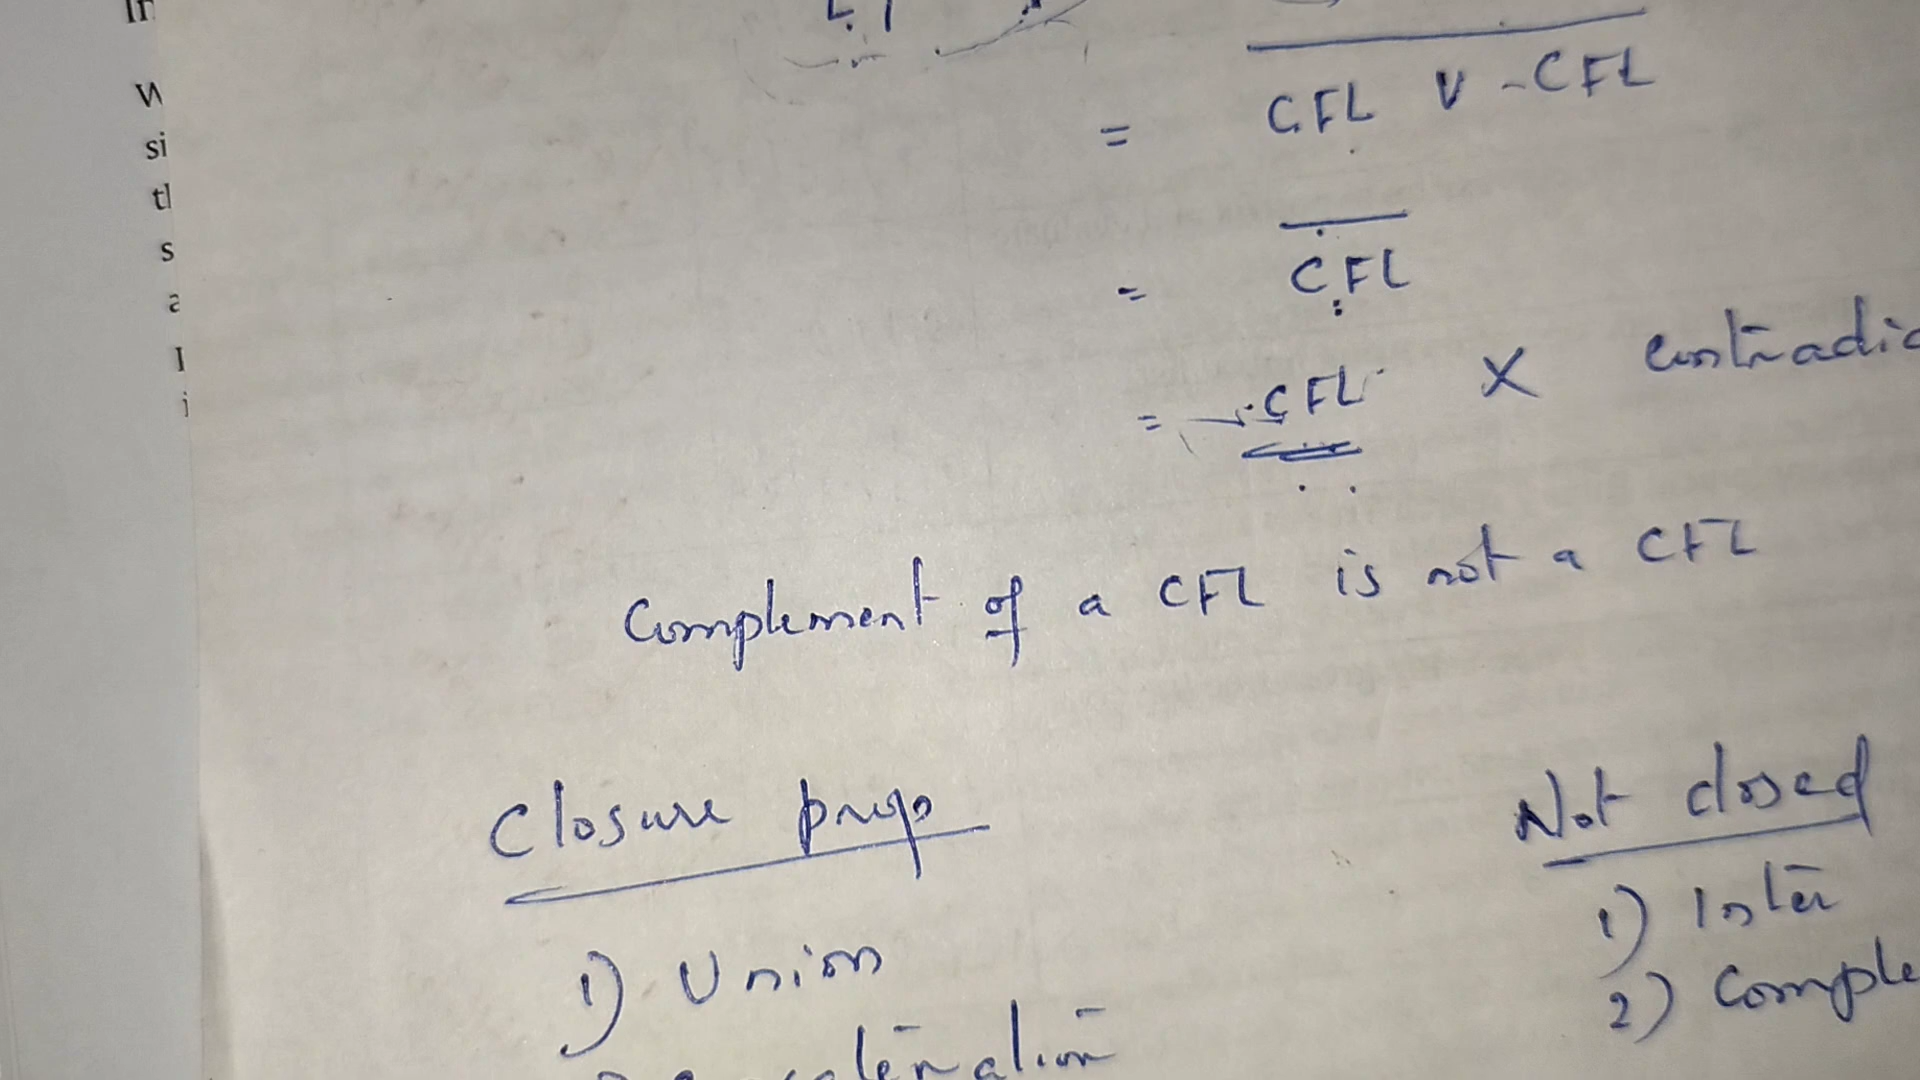 = CFL ∪ CFL
= CFL
= CFL X
Complement of a CFL is not a CFL
Closure prop
Not closed
1) Union
1) Inter
2) Comple